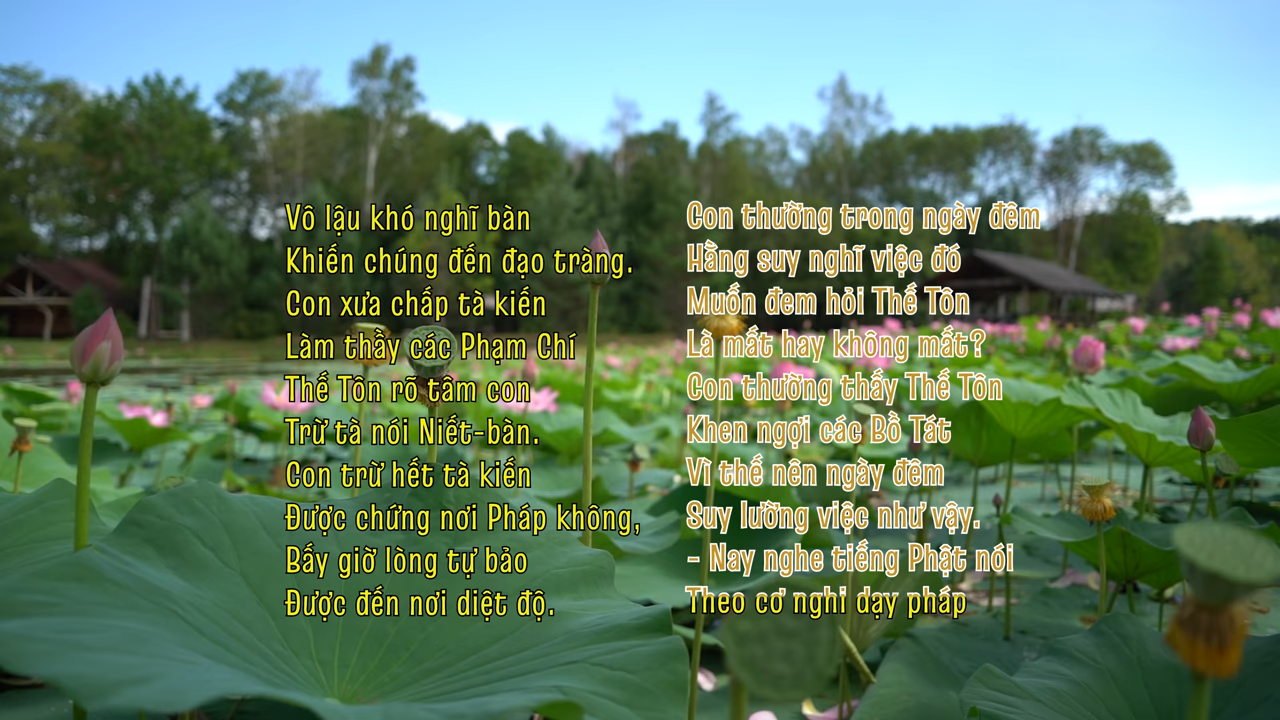 Vô lậu khó nghĩ bàn
Khiến chúng đến đạo tràng.
Con xưa chấp tà kiến
Làm thầy các Phạm Chí
Thế Tôn rõ tâm con
Trừ tà nói Niết-bàn.
Con trừ hết tà kiến
Được chứng nơi Pháp không,
Bấy giờ lòng tự bảo
Được đến nơi diệt độ.
Con thường trong ngày đêm
Hằng suy nghĩ việc đó
Muốn đem hỏi Thế Tôn
Là mất hay không mất?
Con thường thấy Thế Tôn
Khen ngợi các Bồ Tát
Vì thế nên ngày đêm
Suy lường việc như vậy.
- Nay nghe tiếng Phật nói
Theo cơ nghi dạy pháp